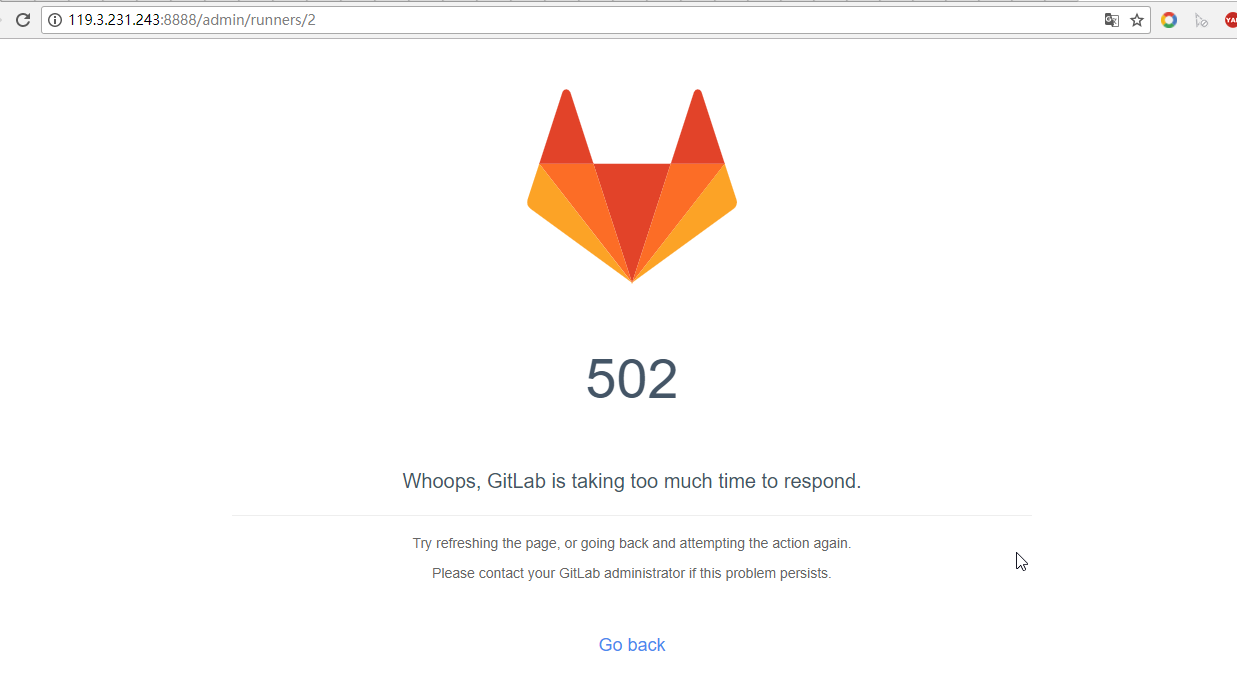 119.3.231.243:8888/admin/runners/2
502
Whoops, GitLab is taking too much time to respond.
Try refreshing the page, or going back and attempting the action again.
Please contact your GitLab administrator if this problem persists.
Go back